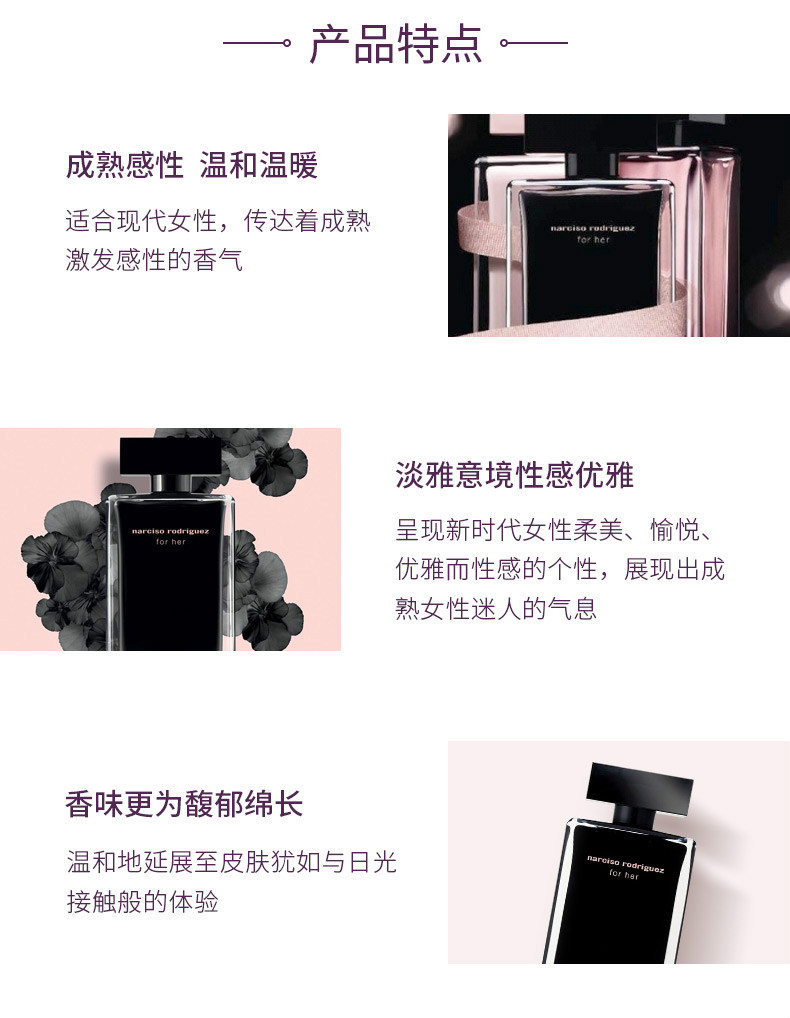 产品特点
成熟感性 温和温暖
适合现代女性，传达着成熟
激发感性的香气
narciso rodriguez
for her
narciso rodriguez
for her
淡雅意境性感优雅
呈现新时代女性柔美、愉悦、
优雅而性感的个性，展现出成
熟女性迷人的气息
香味更为馥郁绵长
温和地延展至皮肤犹如与日光
接触般的体验
narciso rodriguez
for her